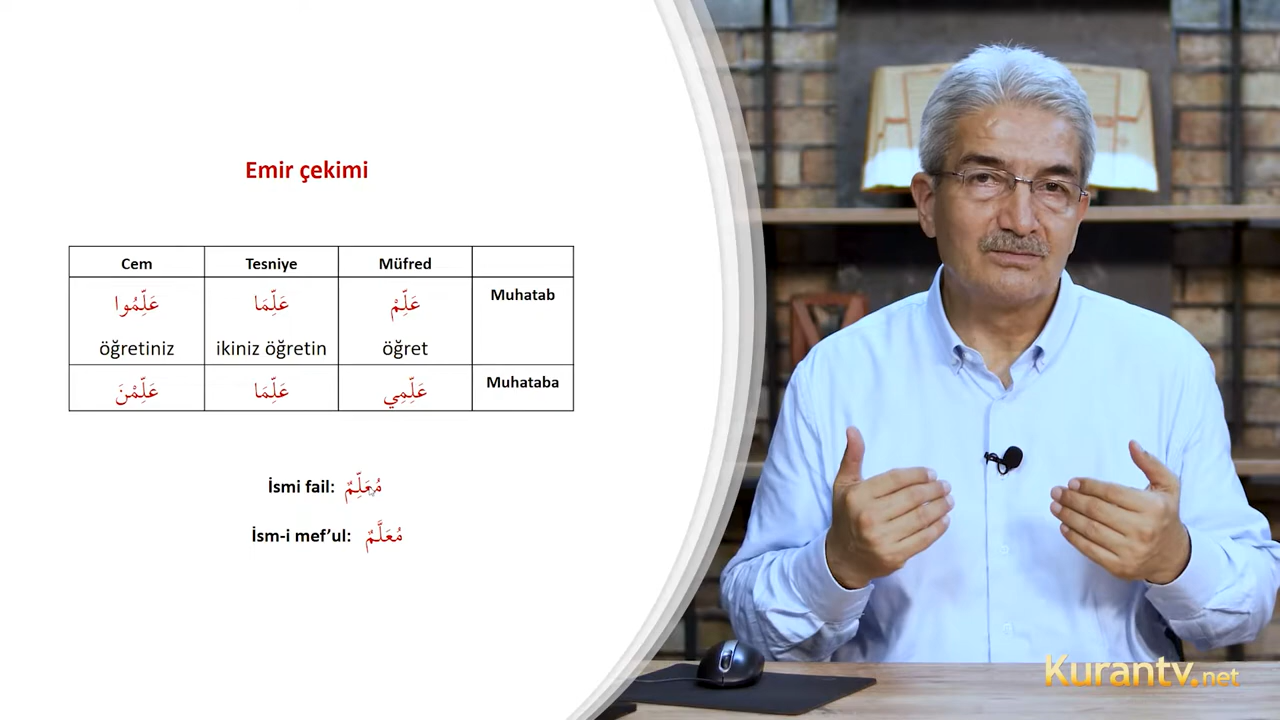 Emir çekimi
Cem Tesniye Müfred
عَلِّمُوا عَلِّمَا عَلِّمْ Muhatab
öğretiniz ikiniz öğretin öğret
عَلِّمْنَ عَلِّمَا عَلِّمِي Muhataba
İsmi fail: مُعَلِّمٌ
İsm-i mef’ul: مُعَلَّمٌ
Kurantv.net